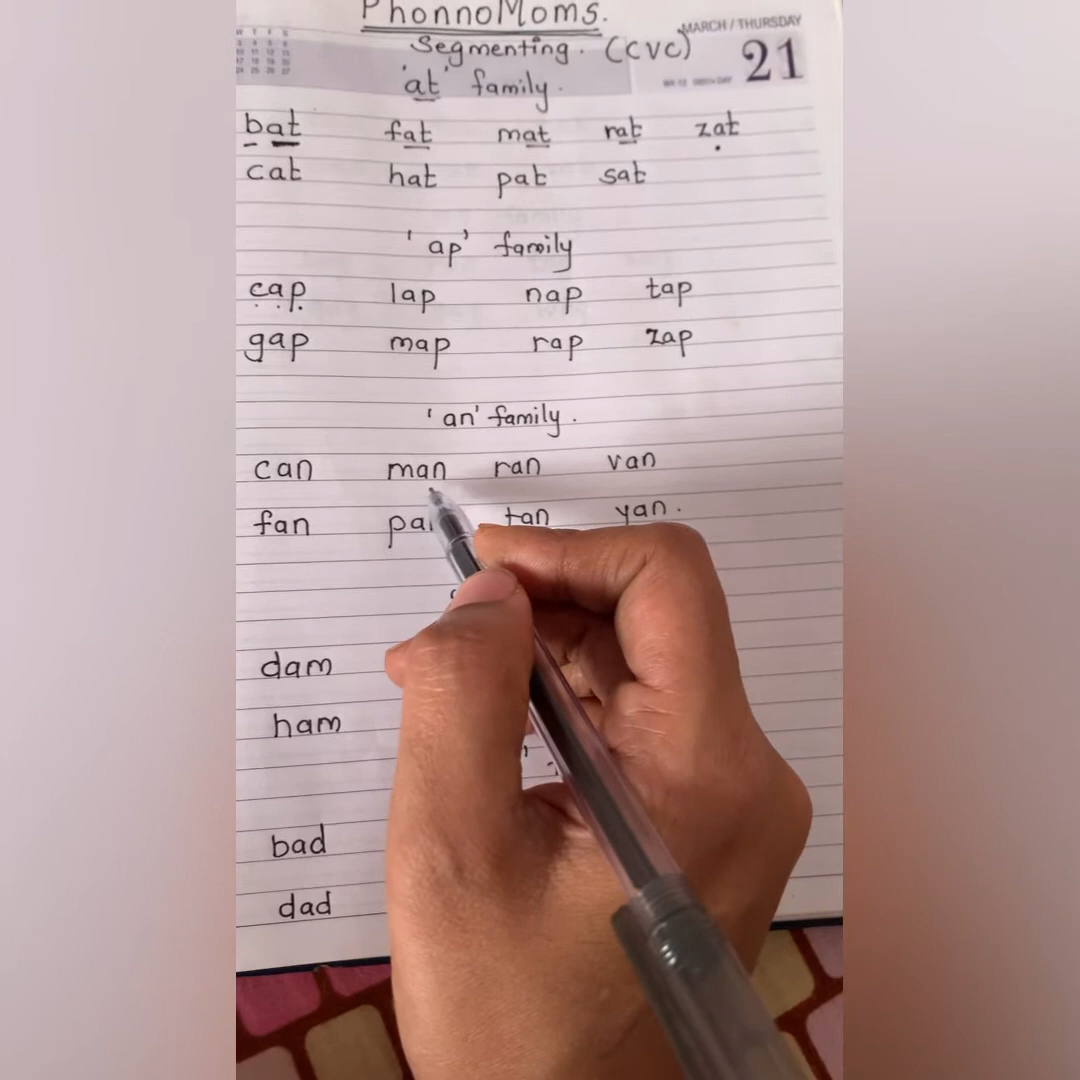 PhonnoMoms.
MARCH / THURSDAY
Segmenting. (CVC)
21
'at' family.
bat fat mat rat zat
cat hat pat sat
'ap' family
cap lap nap tap
gap map rap zap
'an' family.
can man ran van
fan tan yan.
dam
ham
bad
dad